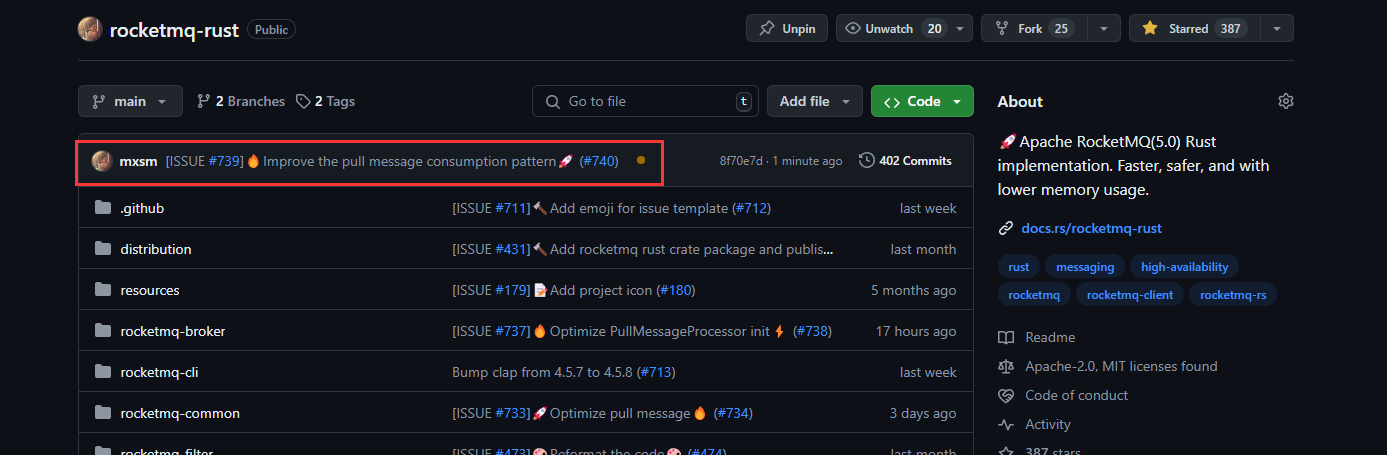 rocketmq-rust Public Unpin Unwatch 20 Fork 25 Starred 387
main 2 Branches 2 Tags Go to file t Add file Code
mxsm [ISSUE #739]🔥Improve the pull message consumption pattern🚀 (#740) 8f70e7d · 1 minute ago 402 Commits
.github [ISSUE #711]🔨Add emoji for issue template (#712) last week
distribution [ISSUE #431]🔨Add rocketmq rust crate package and publis... last month
resources [ISSUE #179]📝Add project icon (#180) 5 months ago
rocketmq-broker [ISSUE #737]🔥Optimize PullMessageProcessor init⚡ (#738) 17 hours ago
rocketmq-cli Bump clap from 4.5.7 to 4.5.8 (#713) last week
rocketmq-common [ISSUE #733]🚀Optimize pull message🔥 (#734) 3 days ago
rocketmq-filter [ISSUE #473]🎨Reformat the code🎨 (#474) last month
About
🚀Apache RocketMQ(5.0) Rust
implementation. Faster, safer, and with
lower memory usage.
docs.rs/rocketmq-rust
rust messaging high-availability
rocketmq rocketmq-client rocketmq-rs
Readme
Apache-2.0, MIT licenses found
Code of conduct
Activity
387 stars